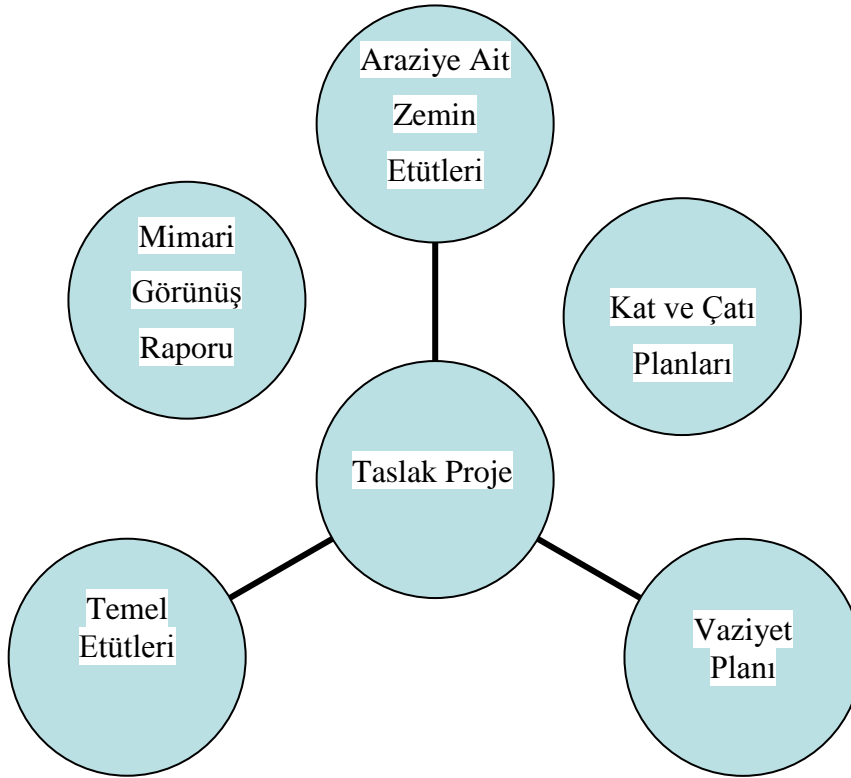 Araziye Ait
Zemin
Etütleri
Mimari
Görünüş
Raporu
Kat ve Çatı
Planları
Taslak Proje
Temel
Etütleri
Vaziyet
Planı